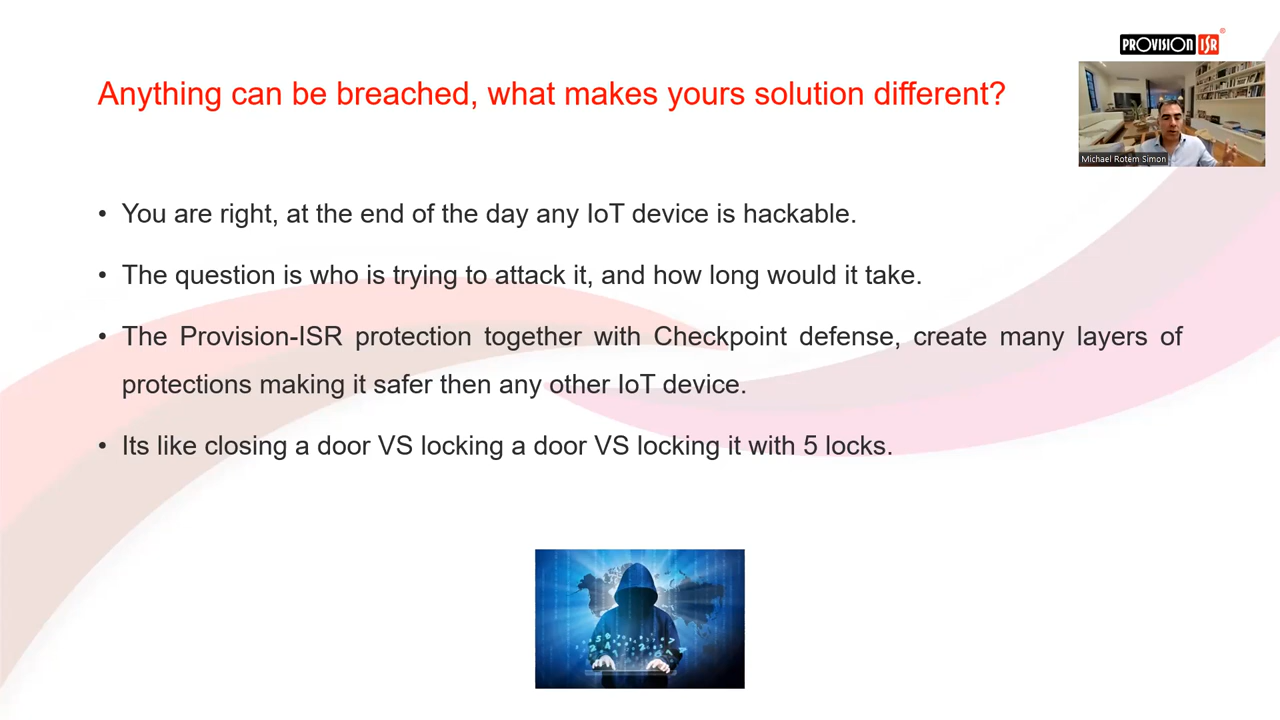 PROVISION ISR®
Anything can be breached, what makes yours solution different?
Michael Rotem Simon
• You are right, at the end of the day any IoT device is hackable.
• The question is who is trying to attack it, and how long would it take.
• The Provision-ISR protection together with Checkpoint defense, create many layers of
protections making it safer then any other IoT device.
• Its like closing a door VS locking a door VS locking it with 5 locks.